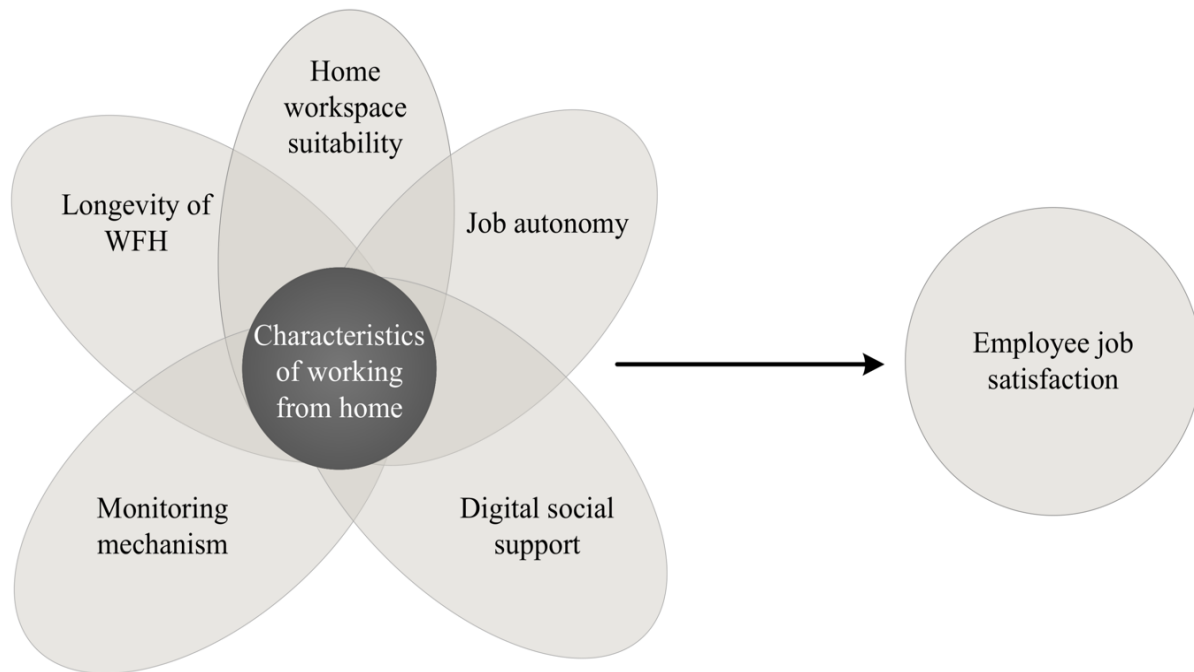 Home
workspace
suitability
Longevity of
WFH
Job autonomy
Characteristics
of working
from home
Employee job
satisfaction
Monitoring
mechanism
Digital social
support